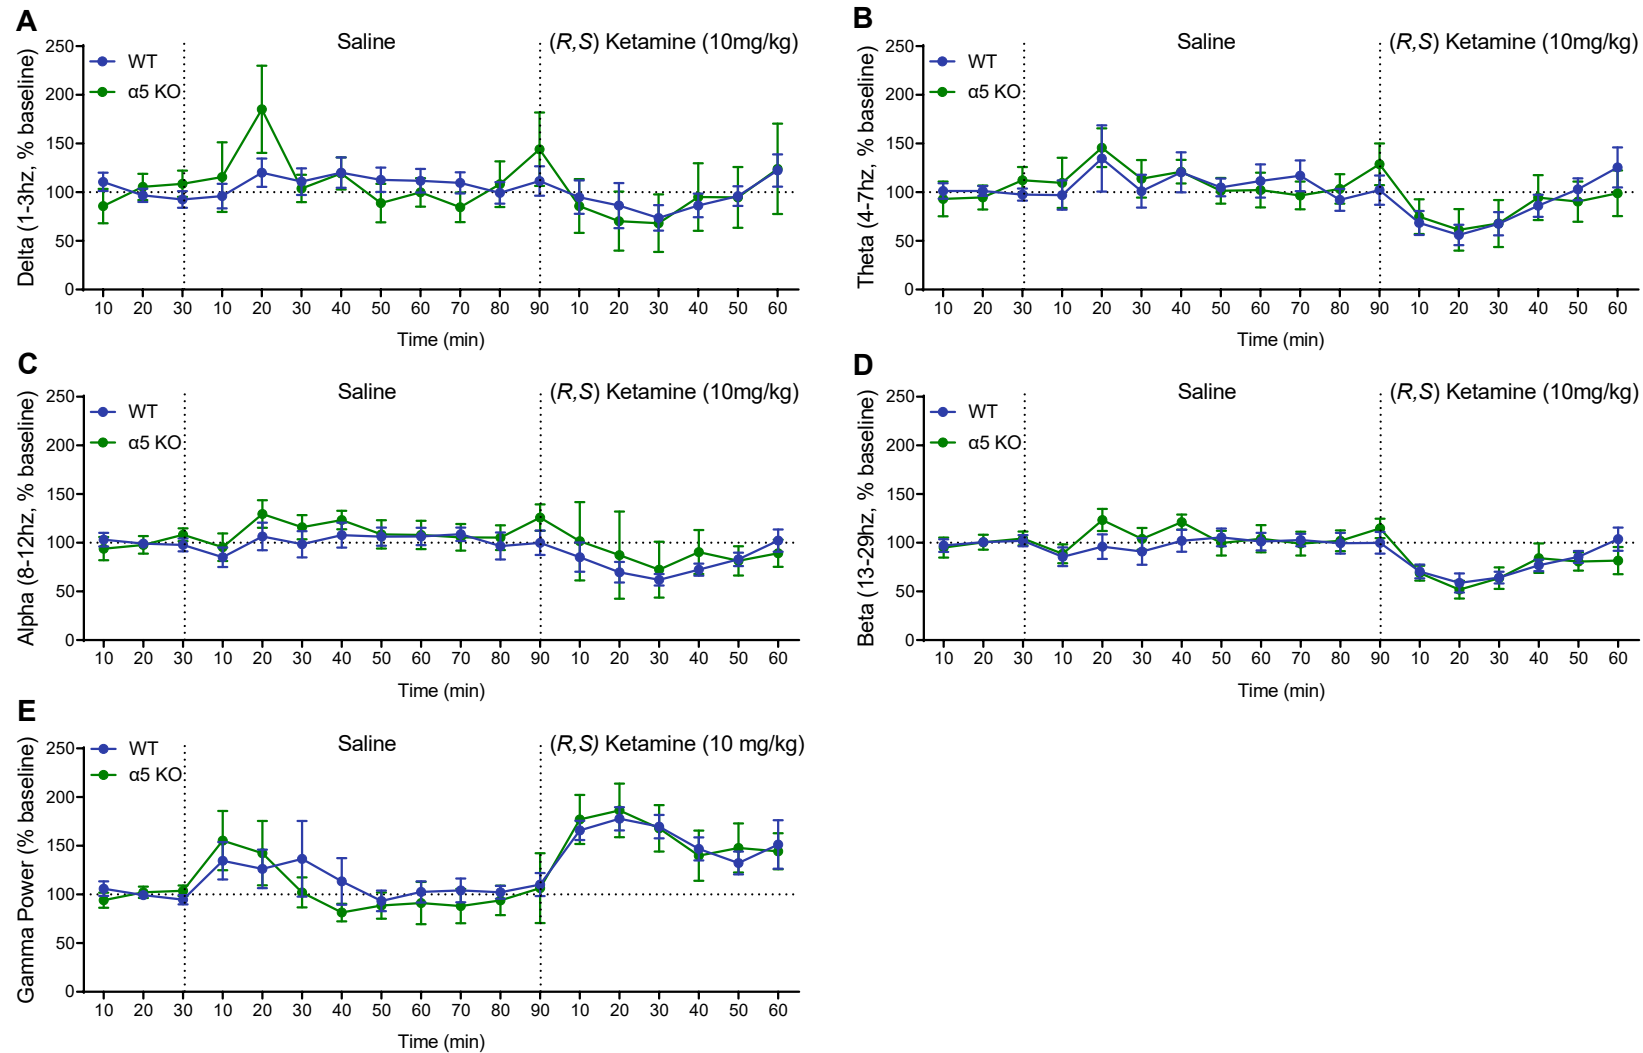 A
Delta (1-3hz, % baseline)
250
200
150
100
50
0
WT
α5 KO
Saline
(R,S) Ketamine (10mg/kg)
10 20 30 10 20 30 40 50 60 70 80 90 10 20 30 40 50 60
Time (min)
B
Theta (4-7hz, % baseline)
250
200
150
100
50
0
WT
α5 KO
Saline
(R,S) Ketamine (10mg/kg)
10 20 30 10 20 30 40 50 60 70 80 90 10 20 30 40 50 60
Time (min)
C
Alpha (8-12hz, % baseline)
250
200
150
100
50
0
WT
α5 KO
Saline
(R,S) Ketamine (10mg/kg)
10 20 30 10 20 30 40 50 60 70 80 90 10 20 30 40 50 60
Time (min)
D
Beta (13-29hz, % baseline)
250
200
150
100
50
0
WT
α5 KO
Saline
(R,S) Ketamine (10mg/kg)
10 20 30 10 20 30 40 50 60 70 80 90 10 20 30 40 50 60
Time (min)
E
Gamma Power (% baseline)
250
200
150
100
50
0
WT
α5 KO
Saline
(R,S) Ketamine (10 mg/kg)
10 20 30 10 20 30 40 50 60 70 80 90 10 20 30 40 50 60
Time (min)